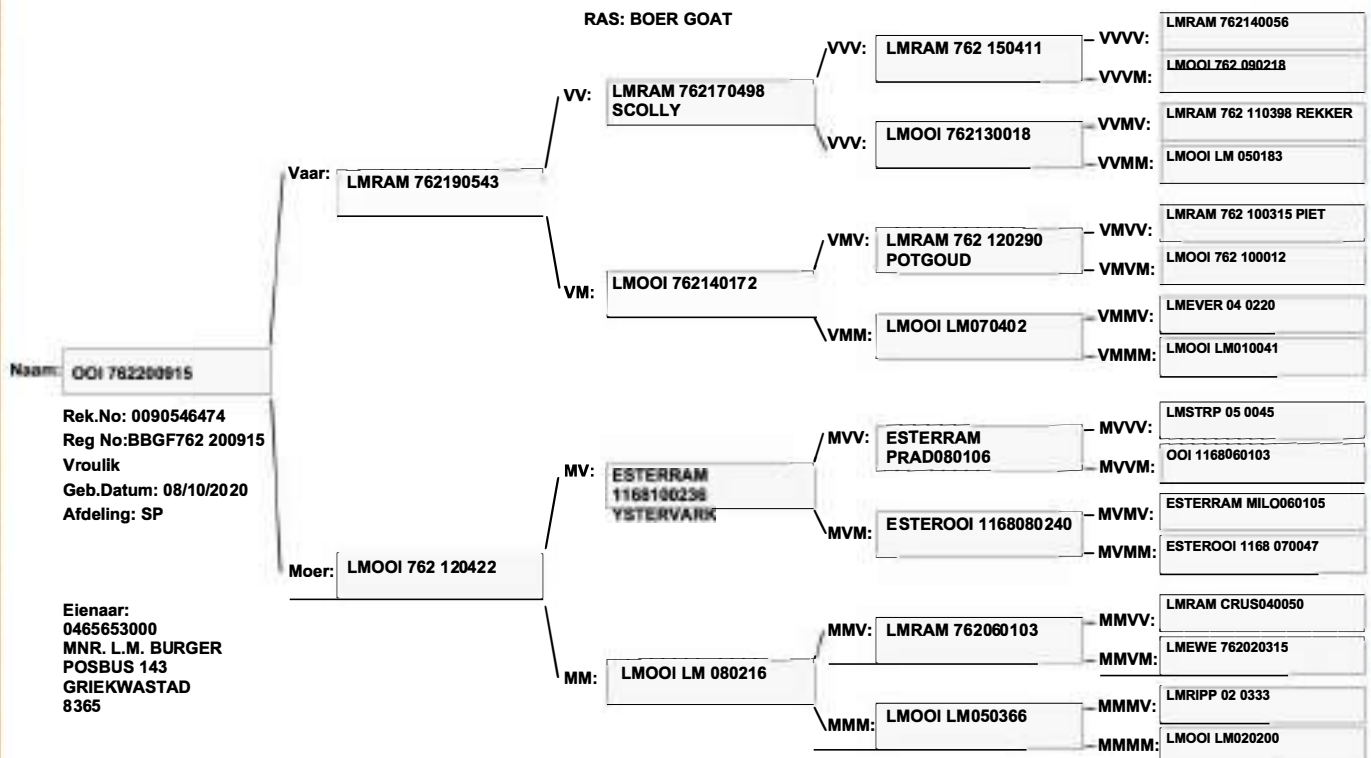 RAS: BOER GOAT
Naam: OOI 762200915
Rek.No: 0090546474
Reg No:BBGF762 200915
Vroulik
Geb.Datum: 08/10/2020
Afdeling: SP
Eienaar:
0465653000
MNR. L.M. BURGER
POSBUS 143
GRIEKWASTAD
8365
Vaar: LMRAM 762190543
Moer: LMOOI 762 120422
VV: LMRAM 762170498
SCOLLY
VM: LMOOI 762140172
MV: ESTERRAM
1168100236
YSTERVARK
MM: LMOOI LM 080216
VVV: LMRAM 762 150411
VVV: LMOOI 762130018
VMV: LMRAM 762 120290
POTGOUD
VMM: LMOOI LM070402
MVV: ESTERRAM
PRAD080106
MVM: ESTEROOI 1168080240
MMV: LMRAM 762060103
MMM: LMOOI LM050366
VVVV: LMRAM 762140056
VVVM: LMOOI 762 090218
VVMV: LMRAM 762 110398 REKKER
VVMM: LMOOI LM 050183
VMVV: LMRAM 762 100315 PIET
VMVM: LMOOI 762 100012
VMMV: LMEVER 04 0220
VMMM: LMOOI LM010041
MVVV: LMSTRP 05 0045
MVVM: OOI 1168060103
MVMV: ESTERRAM MILO060105
MVMM: ESTEROOI 1168 070047
MMVV: LMRAM CRUS040050
MMVM: LMEWE 762020315
MMMV: LMRIPP 02 0333
MMMM: LMOOI LM020200